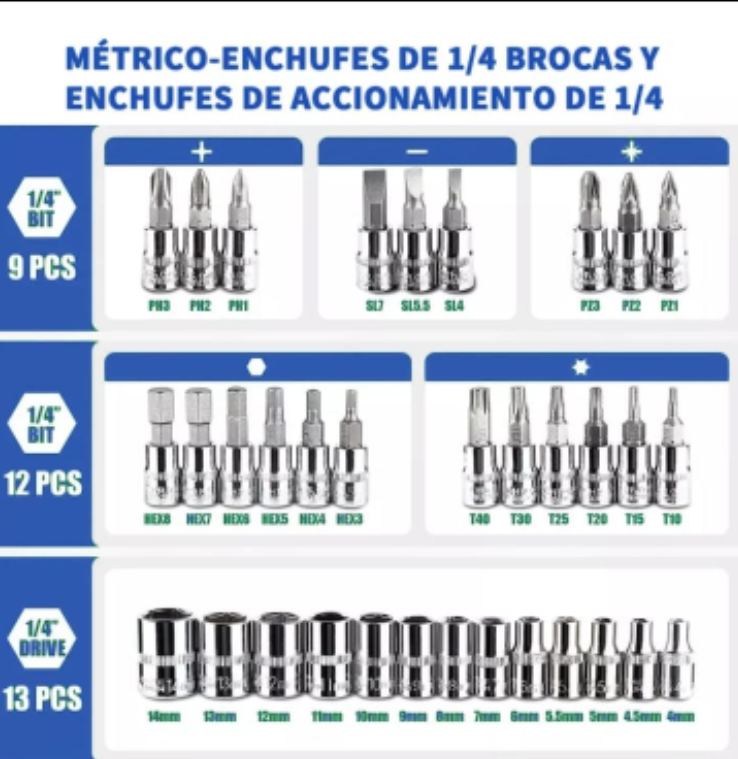 MÉTRICO-ENCHUFES DE 1/4 BROCAS Y
ENCHUFES DE ACCIONAMIENTO DE 1/4
1/4"
BIT
9 PCS
PH3 PH2 PH1
SL7 SL5.5 SL4
PZ3 PZ2 PZ1
1/4"
BIT
12 PCS
HEX8 HEX7 HEX6 HEX5 HEX4 HEX3
T40 T30 T25 T20 T15 T10
1/4"
DRIVE
13 PCS
14mm 13mm 12mm 11mm 10mm 9mm 8mm 7mm 6mm 5.5mm 5mm 4.5mm 4mm